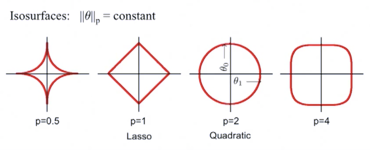 Isosurfaces: ||θ||p = constant
θ0
θ1
p=0.5 p=1 p=2 p=4
Lasso Quadratic